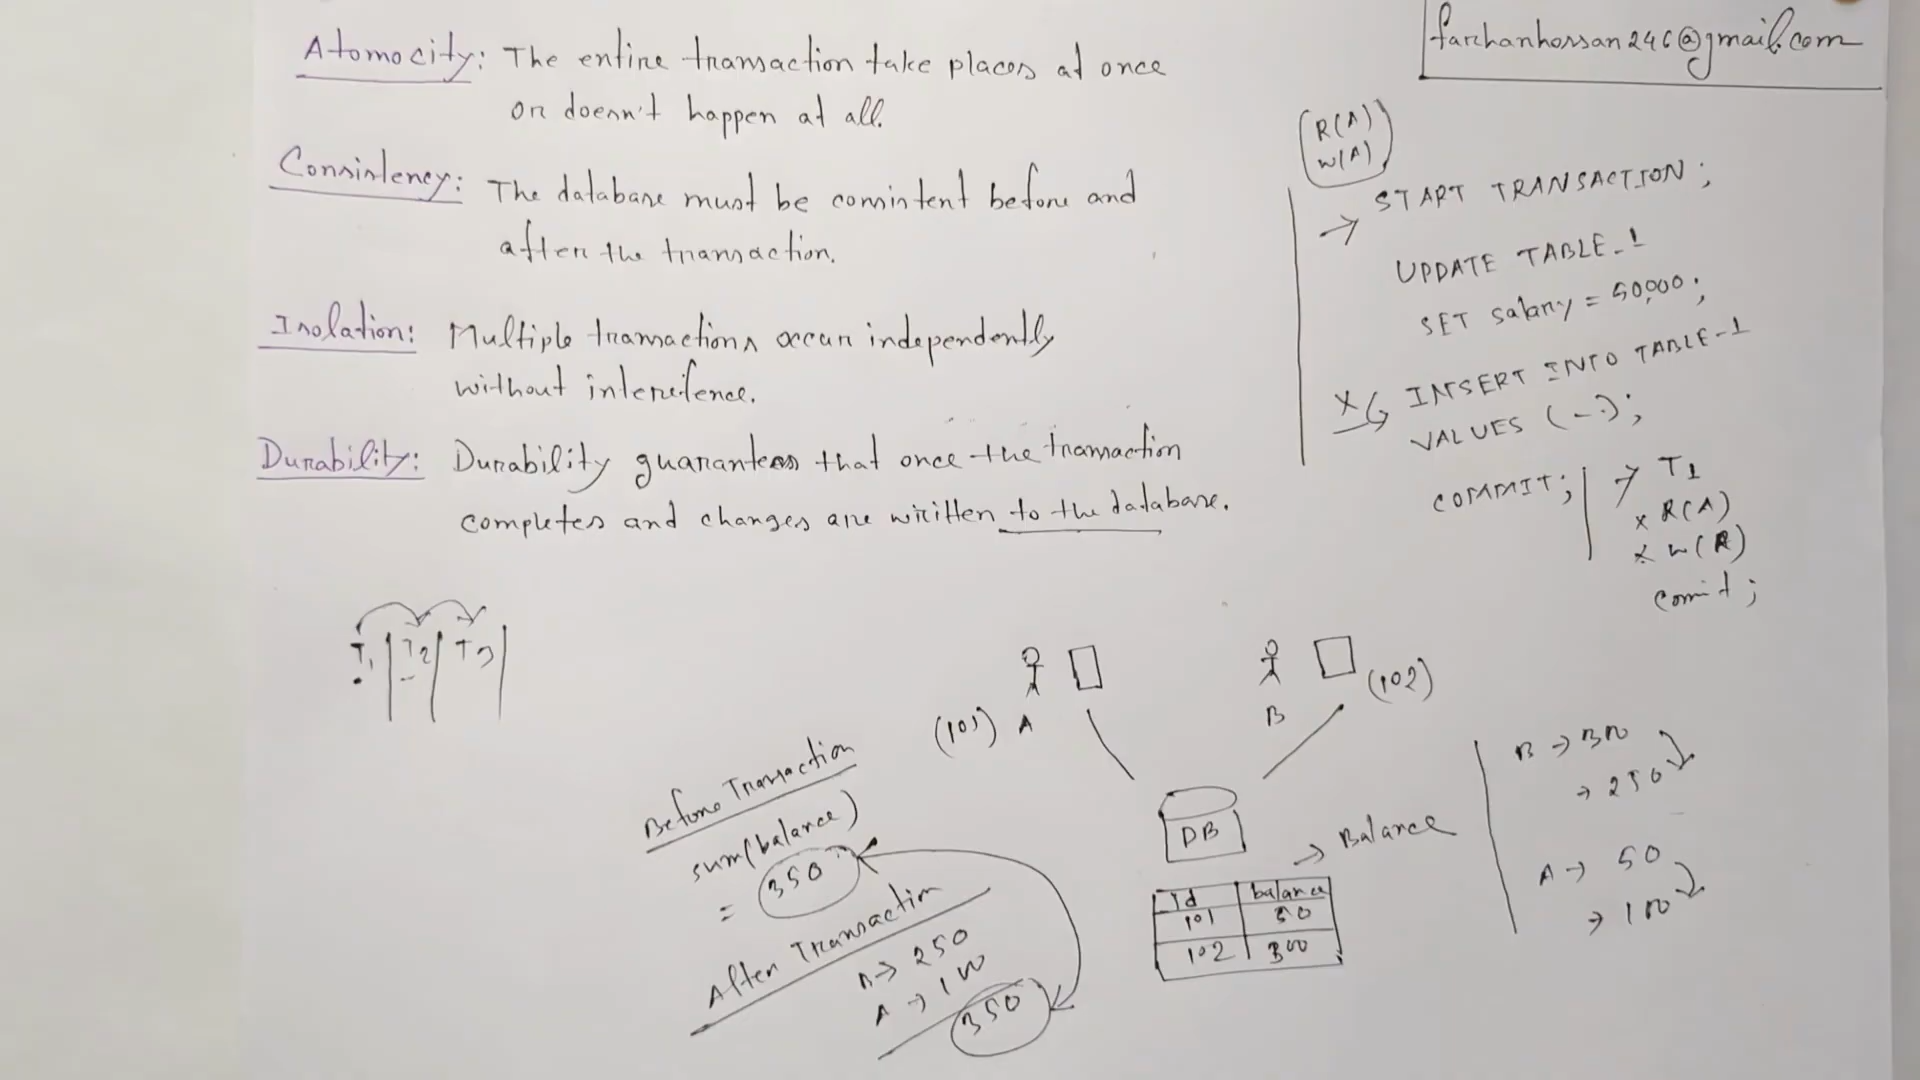 Atomocity: The entire transaction take places at once
or doesn't happen at all.
Consistency: The database must be consistent before and
after the transaction.
Isolation: Multiple transactions occur independently
without interefence.
Durability: Durability guarantees that once the transaction
completes and changes are written to the database.
farhanhossan246@gmail.com
R(A)
W(A)
START TRANSACTION;
UPDATE TABLE_1
SET salary = 50,000;
INSERT INTO TABLE-1
VALUES (-..);
COMMIT;
T1
R(A)
W(A)
Commit;
T1 T2 T3
(101) A
B (102)
DB
Balance
Id balance
101 50
102 300
Before Transaction
sum(balance)
= 350
After Transaction
B → 250
A → 100
350
B → 300
→ 250
A → 50
→ 100